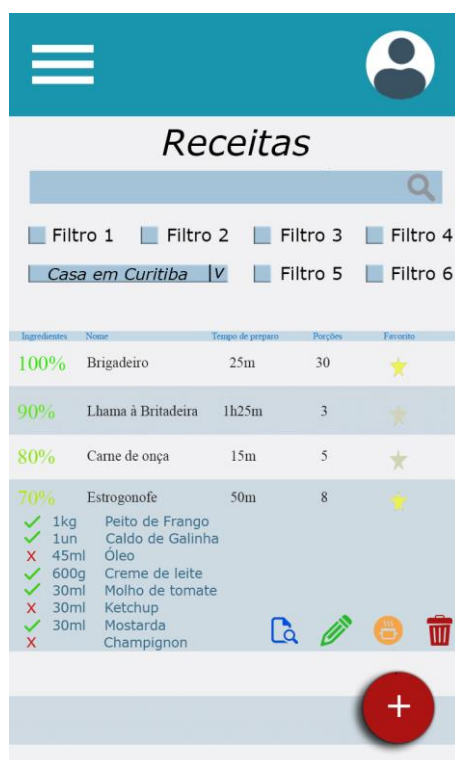 Receitas
Filtro 1 Filtro 2 Filtro 3 Filtro 4
Casa em Curitiba V Filtro 5 Filtro 6
Ingredientes Nome Tempo de preparo Porções Favorito
100% Brigadeiro 25m 30
90% Lhama à Britadeira 1h25m 3
80% Carne de onça 15m 5
70% Estrogonofe 50m 8
1kg Peito de Frango
1un Caldo de Galinha
X 45ml Óleo
600g Creme de leite
30ml Molho de tomate
X 30ml Ketchup
30ml Mostarda
X Champignon
+